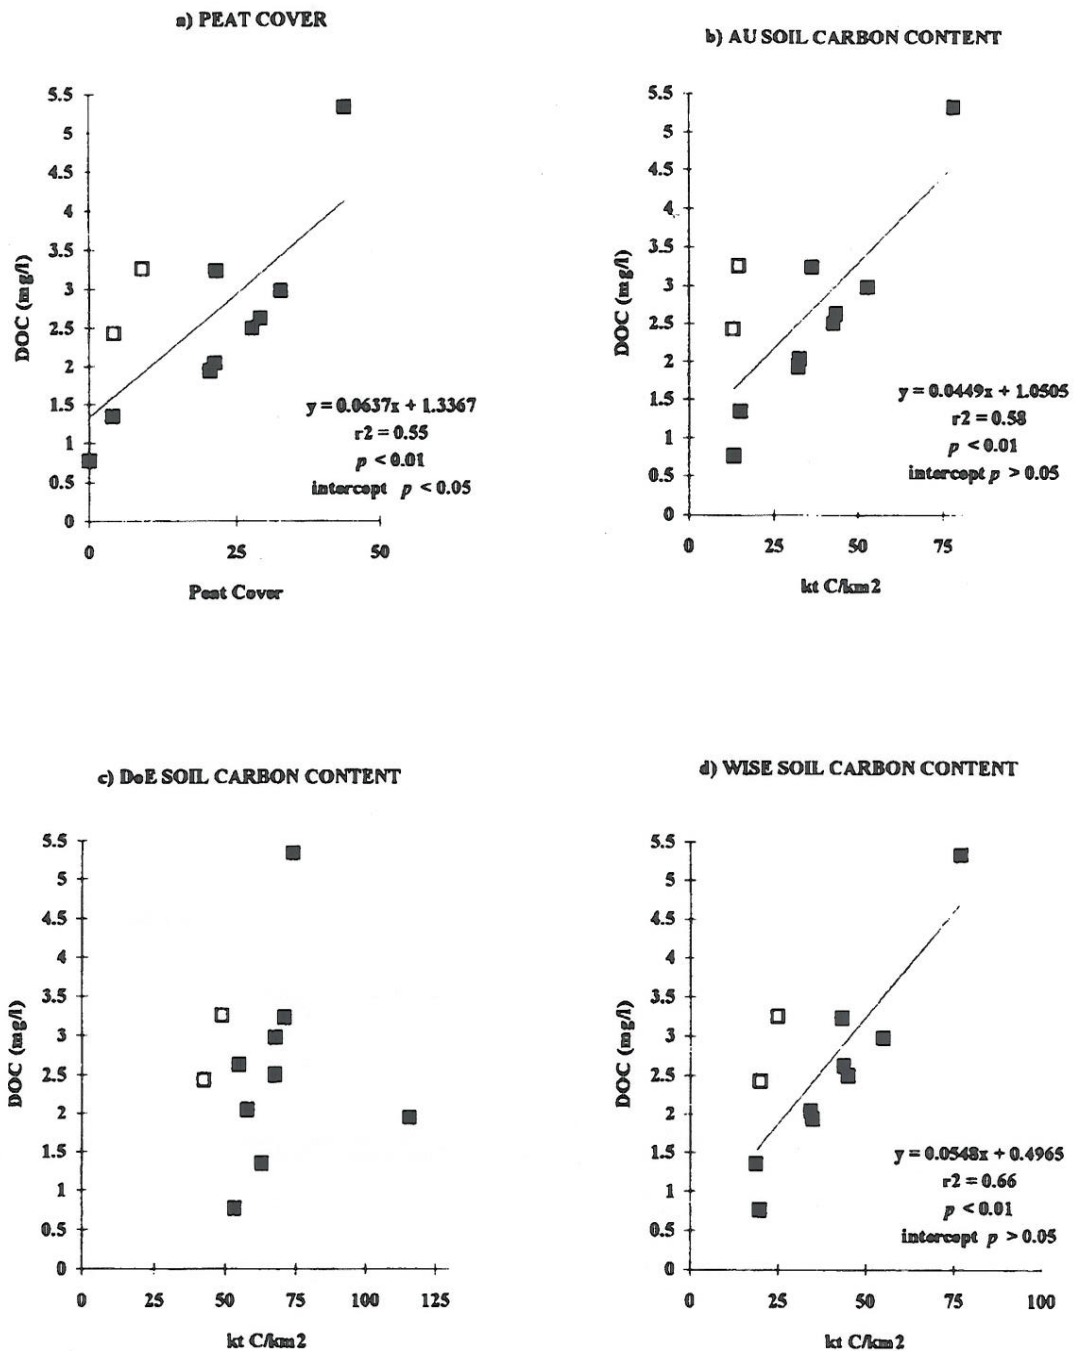 a) PEAT COVER
5.5
5
4.5
4
3.5
3
2.5
2
1.5
1
0.5
0
DOC (mg/l)
y = 0.0637x + 1.3367
r2 = 0.55
p < 0.01
intercept p < 0.05
0 25 50
Peat Cover
b) AU SOIL CARBON CONTENT
5.5
5
4.5
4
3.5
3
2.5
2
1.5
1
0.5
0
DOC (mg/l)
y = 0.0449x + 1.0505
r2 = 0.58
p < 0.01
intercept p > 0.05
0 25 50 75
kt C/km2
c) DoE SOIL CARBON CONTENT
5.5
5
4.5
4
3.5
3
2.5
2
1.5
1
0.5
0
DOC (mg/l)
0 25 50 75 100 125
kt C/km2
d) WISE SOIL CARBON CONTENT
5.5
5
4.5
4
3.5
3
2.5
2
1.5
1
0.5
0
DOC (mg/l)
y = 0.0548x + 0.4965
r2 = 0.66
p < 0.01
intercept p > 0.05
0 25 50 75 100
kt C/km2